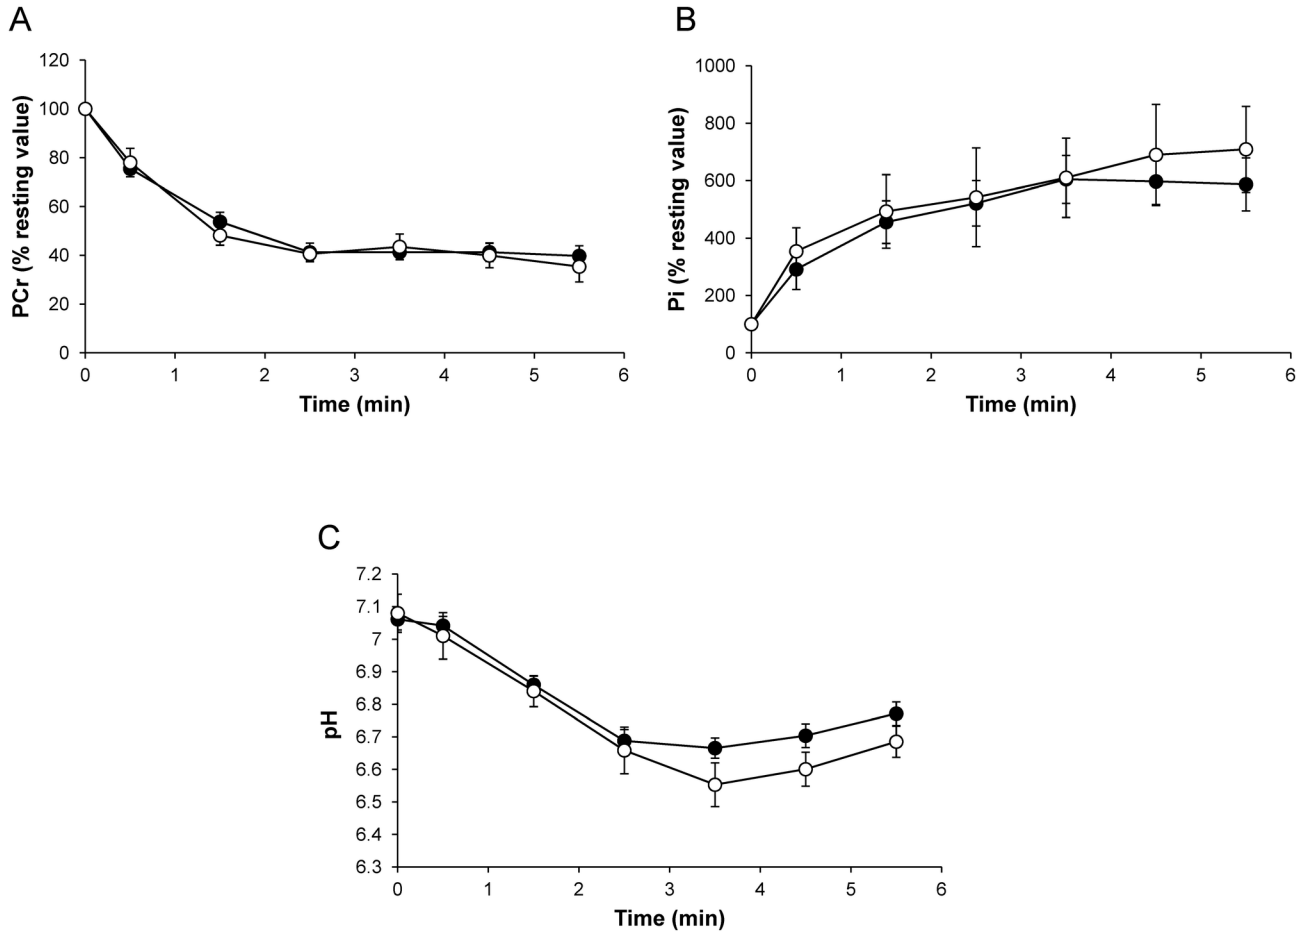 A
PCr (% resting value)
120
100
80
60
40
20
0
0 1 2 3 4 5 6
Time (min)
B
Pi (% resting value)
1000
800
600
400
200
0
0 1 2 3 4 5 6
Time (min)
C
pH
7.2
7.1
7
6.9
6.8
6.7
6.6
6.5
6.4
6.3
0 1 2 3 4 5 6
Time (min)